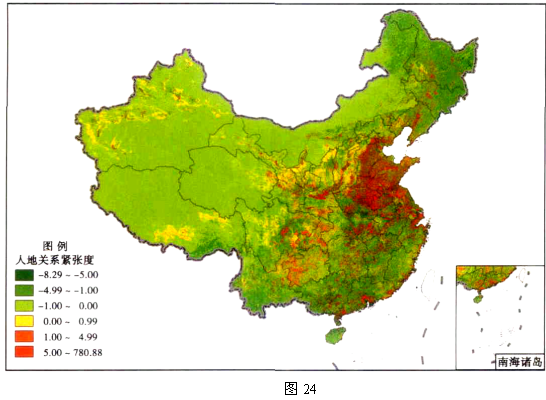 图 例
人地关系紧张度
-8.29 ~ -5.00
-4.99 ~ -1.00
-1.00 ~ 0.00
0.00 ~ 0.99
1.00 ~ 4.99
5.00 ~ 780.88
南海诸岛
图 24